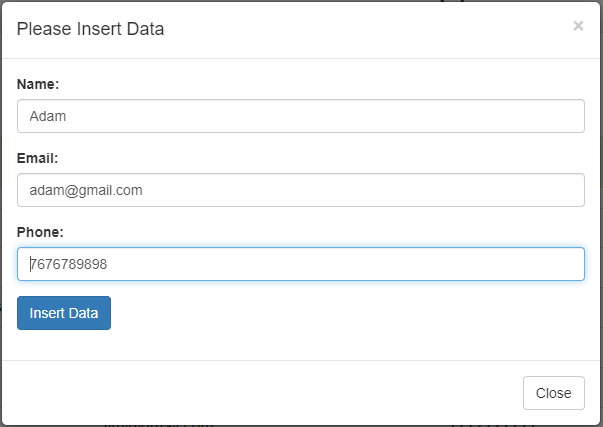 Please Insert Data
×
Name:
Adam
Email:
adam@gmail.com
Phone:
7676789898
Insert Data
Close